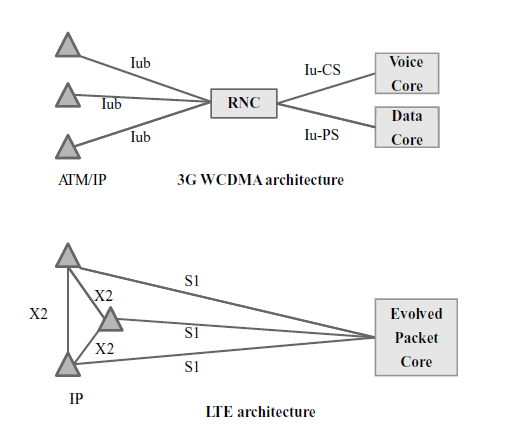 Iub
Iub
Iub
RNC
Iu-CS
Iu-PS
Voice
Core
Data
Core
ATM/IP
3G WCDMA architecture
X2
X2
X2
S1
S1
S1
Evolved
Packet
Core
IP
LTE architecture